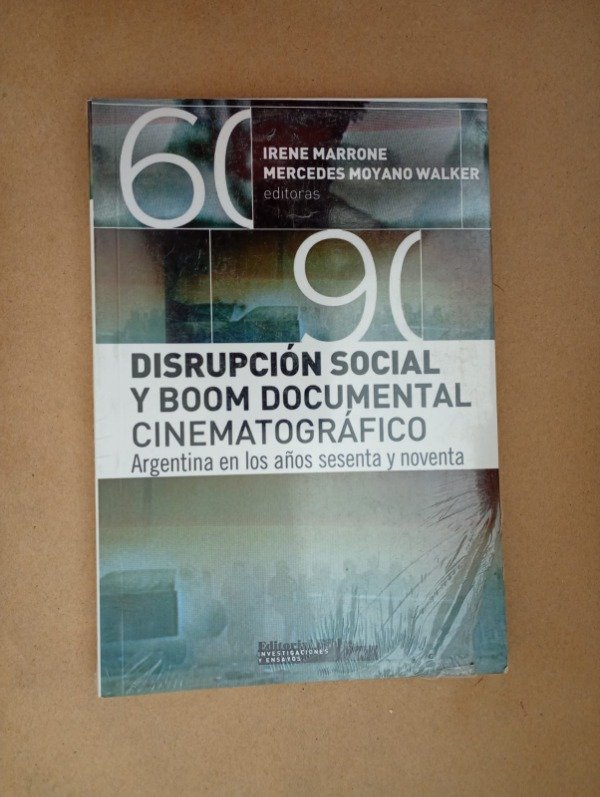 60
IRENE MARRONE
MERCEDES MOYANO WALKER
editoras
90
DISRUPCIÓN SOCIAL
Y BOOM DOCUMENTAL
CINEMATOGRÁFICO
Argentina en los años sesenta y noventa
INVESTIGACIONES
Y ENSAYOS